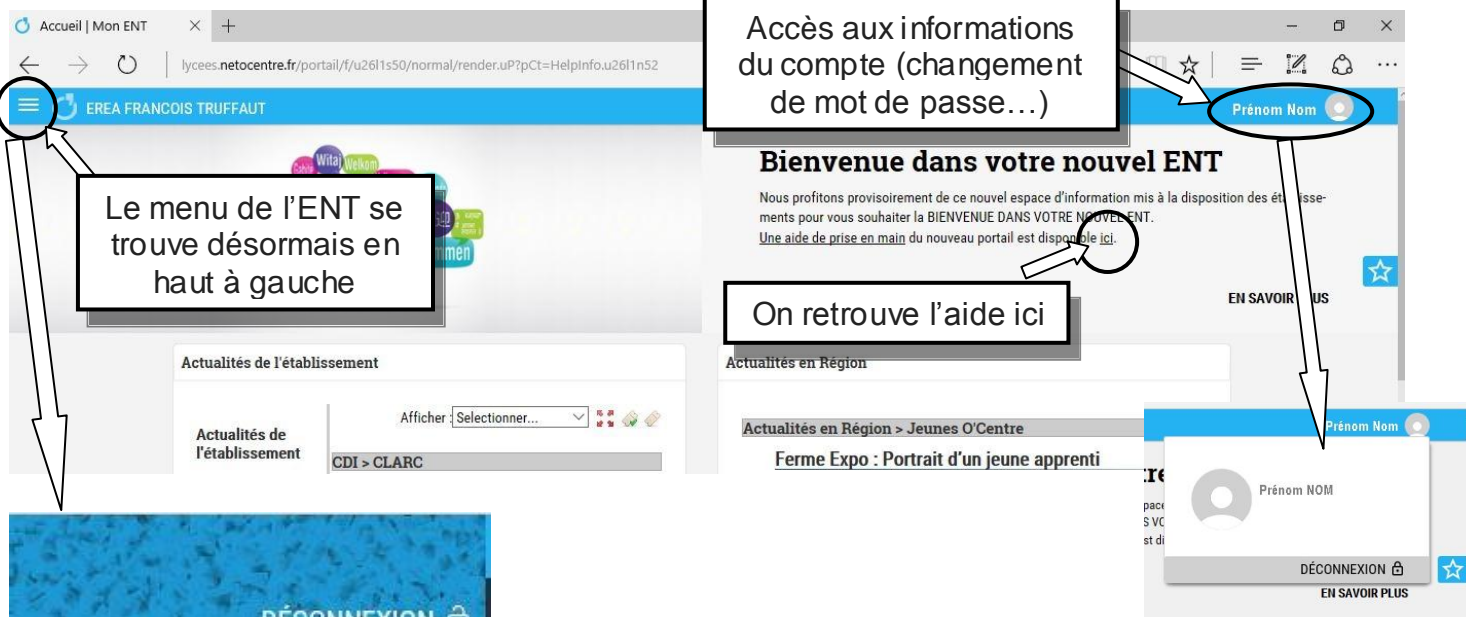 Accueil | Mon ENT
lycees.netocentre.fr/portail/f/u26l1s50/normal/render.uP?pCt=HelpInfo.u26l1n52
Accès aux informations
du compte (changement
de mot de passe…)
EREA FRANCOIS TRUFFAUT
Prénom Nom
Witaj
Welkom
Le menu de l’ENT se
trouve désormais en
haut à gauche
Bienvenue dans votre nouvel ENT
Nous profitons provisoirement de ce nouvel espace d’information mis à la disposition des établisse-
ments pour vous souhaiter la BIENVENUE DANS VOTRE NOUVEL ENT.
Une aide de prise en main du nouveau portail est disponible ici.
On retrouve l’aide ici
EN SAVOIR PLUS
Actualités de l'établissement
Afficher : Selectionner...
Actualités de
l'établissement
CDI > CLARC
Actualités en Région
Actualités en Région > Jeunes O'Centre
Ferme Expo : Portrait d’un jeune apprenti
Prénom Nom
Prénom NOM
DÉCONNEXION
EN SAVOIR PLUS
DÉCONNEXION